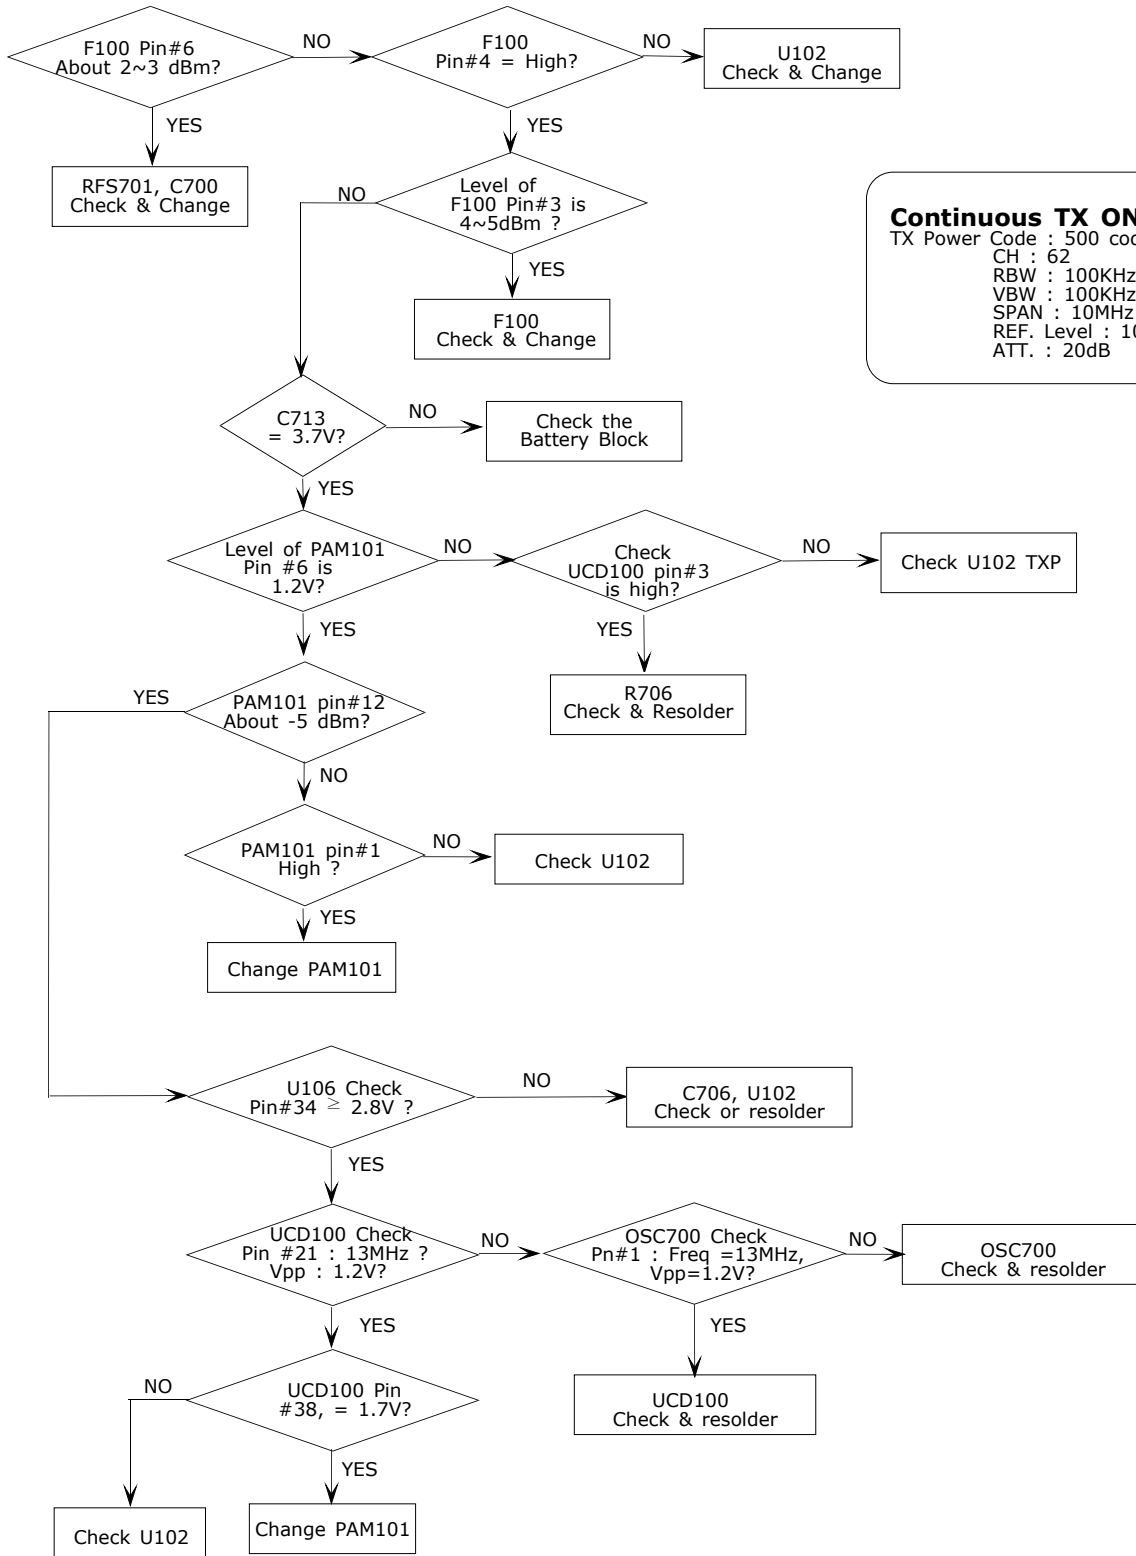 F100 Pin#6
About 2~3 dBm?
NO
F100
Pin#4 = High?
NO
U102
Check & Change
YES
YES
RFS701, C700
Check & Change
NO
Level of
F100 Pin#3 is
4~5dBm ?
Continuous TX ON
TX Power Code : 500
CH : 62
RBW : 100KHz
VBW : 100KHz
SPAN : 10MHz
REF. Level : 10
ATT. : 20dB
YES
F100
Check & Change
C713
= 3.7V?
NO
Check the
Battery Block
YES
Level of PAM101
Pin #6 is
1.2V?
NO
Check
UCD100 pin#3
is high?
NO
Check U102 TXP
YES
YES
R706
Check & Resolder
YES
PAM101 pin#12
About -5 dBm?
NO
PAM101 pin#1
High ?
NO
Check U102
YES
Change PAM101
U106 Check
Pin#34 ≥ 2.8V ?
NO
C706, U102
Check or resolder
YES
UCD100 Check
Pin #21 : 13MHz ?
Vpp : 1.2V?
NO
OSC700 Check
Pn#1 : Freq =13MHz,
Vpp=1.2V?
NO
OSC700
Check & resolder
YES
YES
NO
UCD100 Pin
#38, = 1.7V?
UCD100
Check & resolder
YES
Check U102
Change PAM101